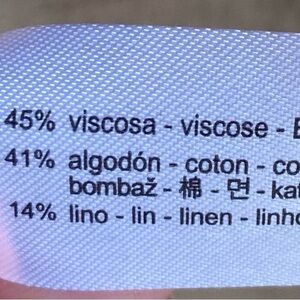 45% viscosa - viscose -
41% algodón - coton - co
bombaž - 棉 - 면 - kat
14% lino - lin - linen - linho